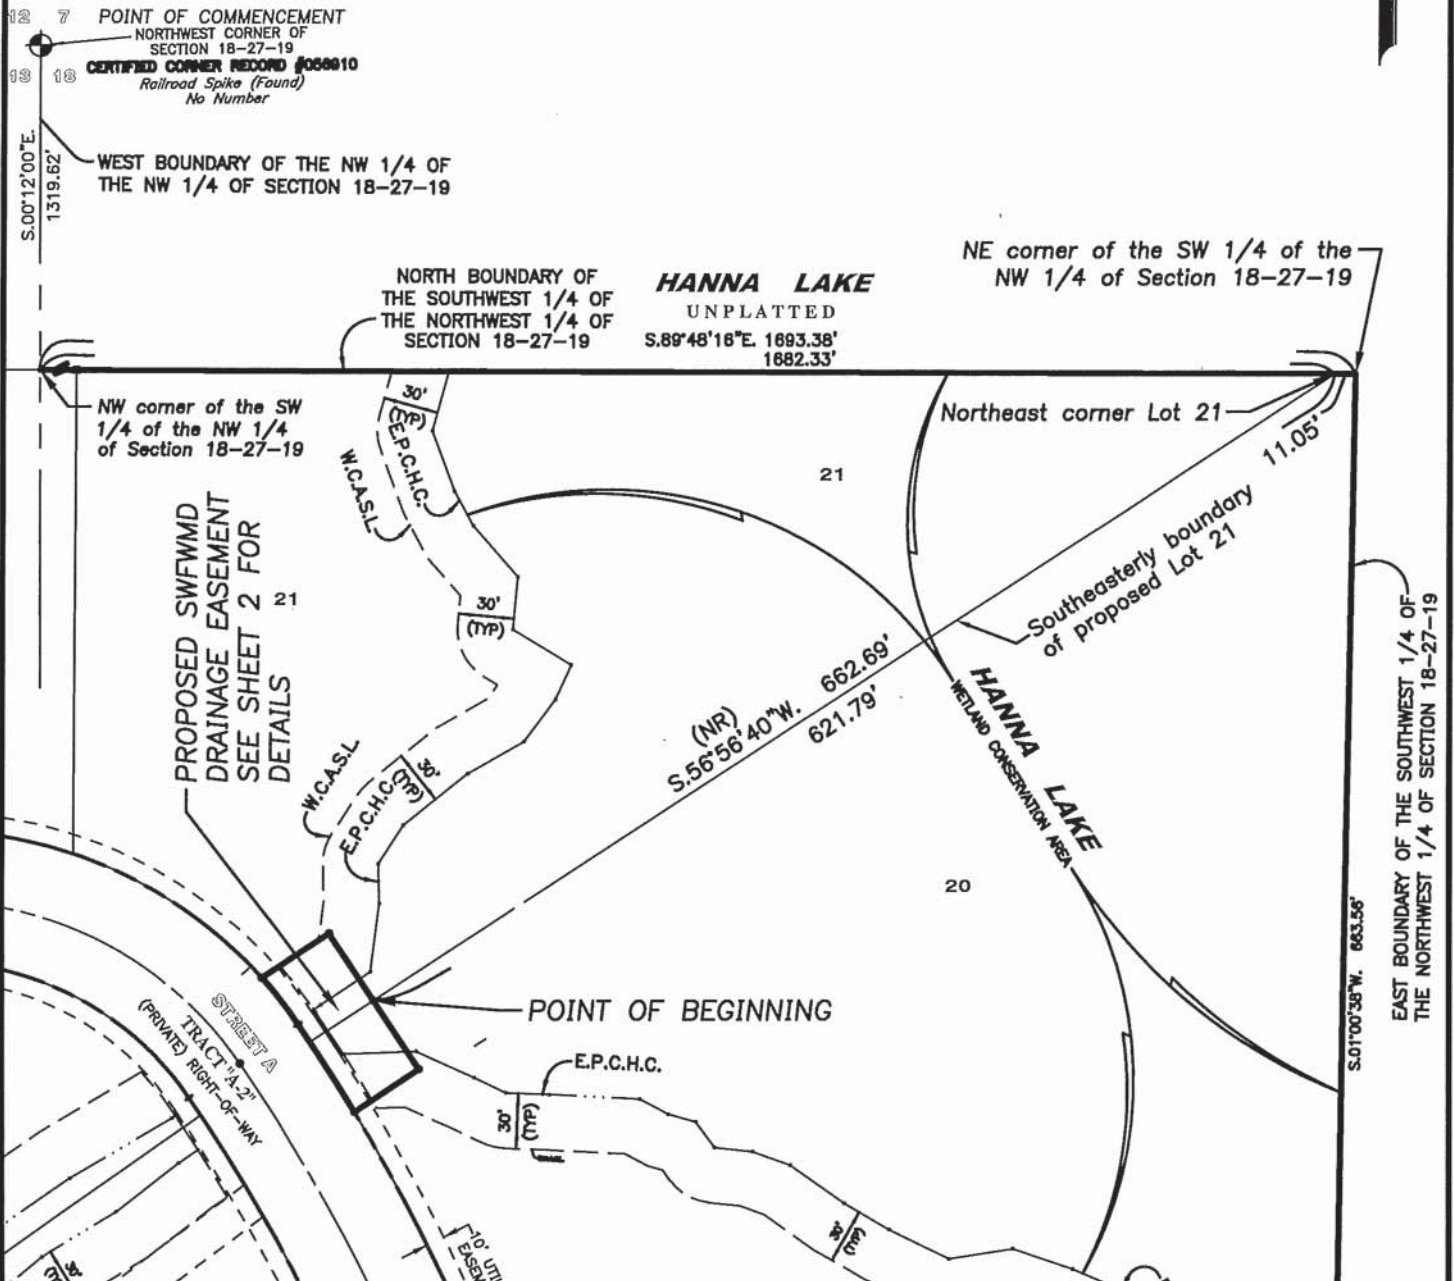 12 7 POINT OF COMMENCEMENT
NORTHWEST CORNER OF
SECTION 18-27-19
CERTIFIED CORNER RECORD #056910
13 18
Railroad Spike (Found)
No Number
S.00°12'00"E.
1319.62'
WEST BOUNDARY OF THE NW 1/4 OF
THE NW 1/4 OF SECTION 18-27-19
NORTH BOUNDARY OF
THE SOUTHWEST 1/4 OF
THE NORTHWEST 1/4 OF
SECTION 18-27-19
HANNA LAKE
UNPLATTED
S.89°48'16"E. 1693.38'
1682.33'
NE corner of the SW 1/4 of the
NW 1/4 of Section 18-27-19
NW corner of the SW
1/4 of the NW 1/4
of Section 18-27-19
30'
(TYP)
E.P.C.H.C.
W.C.A.S.L.
Northeast corner Lot 21
11.05'
21
PROPOSED SWFWMD
DRAINAGE EASEMENT
SEE SHEET 2 FOR
DETAILS
21
30'
(TYP)
Southeasterly boundary
of proposed Lot 21
(NR)
S.56°56'40"W. 662.69'
621.79'
HANNA LAKE
WETLAND CONSERVATION AREA
EAST BOUNDARY OF THE SOUTHWEST 1/4 OF
THE NORTHWEST 1/4 OF SECTION 18-27-19
W.C.A.S.L.
E.P.C.H.C.
30'
(TYP)
20
S.01°00'38"W. 663.56'
POINT OF BEGINNING
STREET A
TRACT "A-2"
(PRIVATE) RIGHT-OF-WAY
E.P.C.H.C.
30'
(TYP)
30'
(TYP)
10' UTI
EASEM